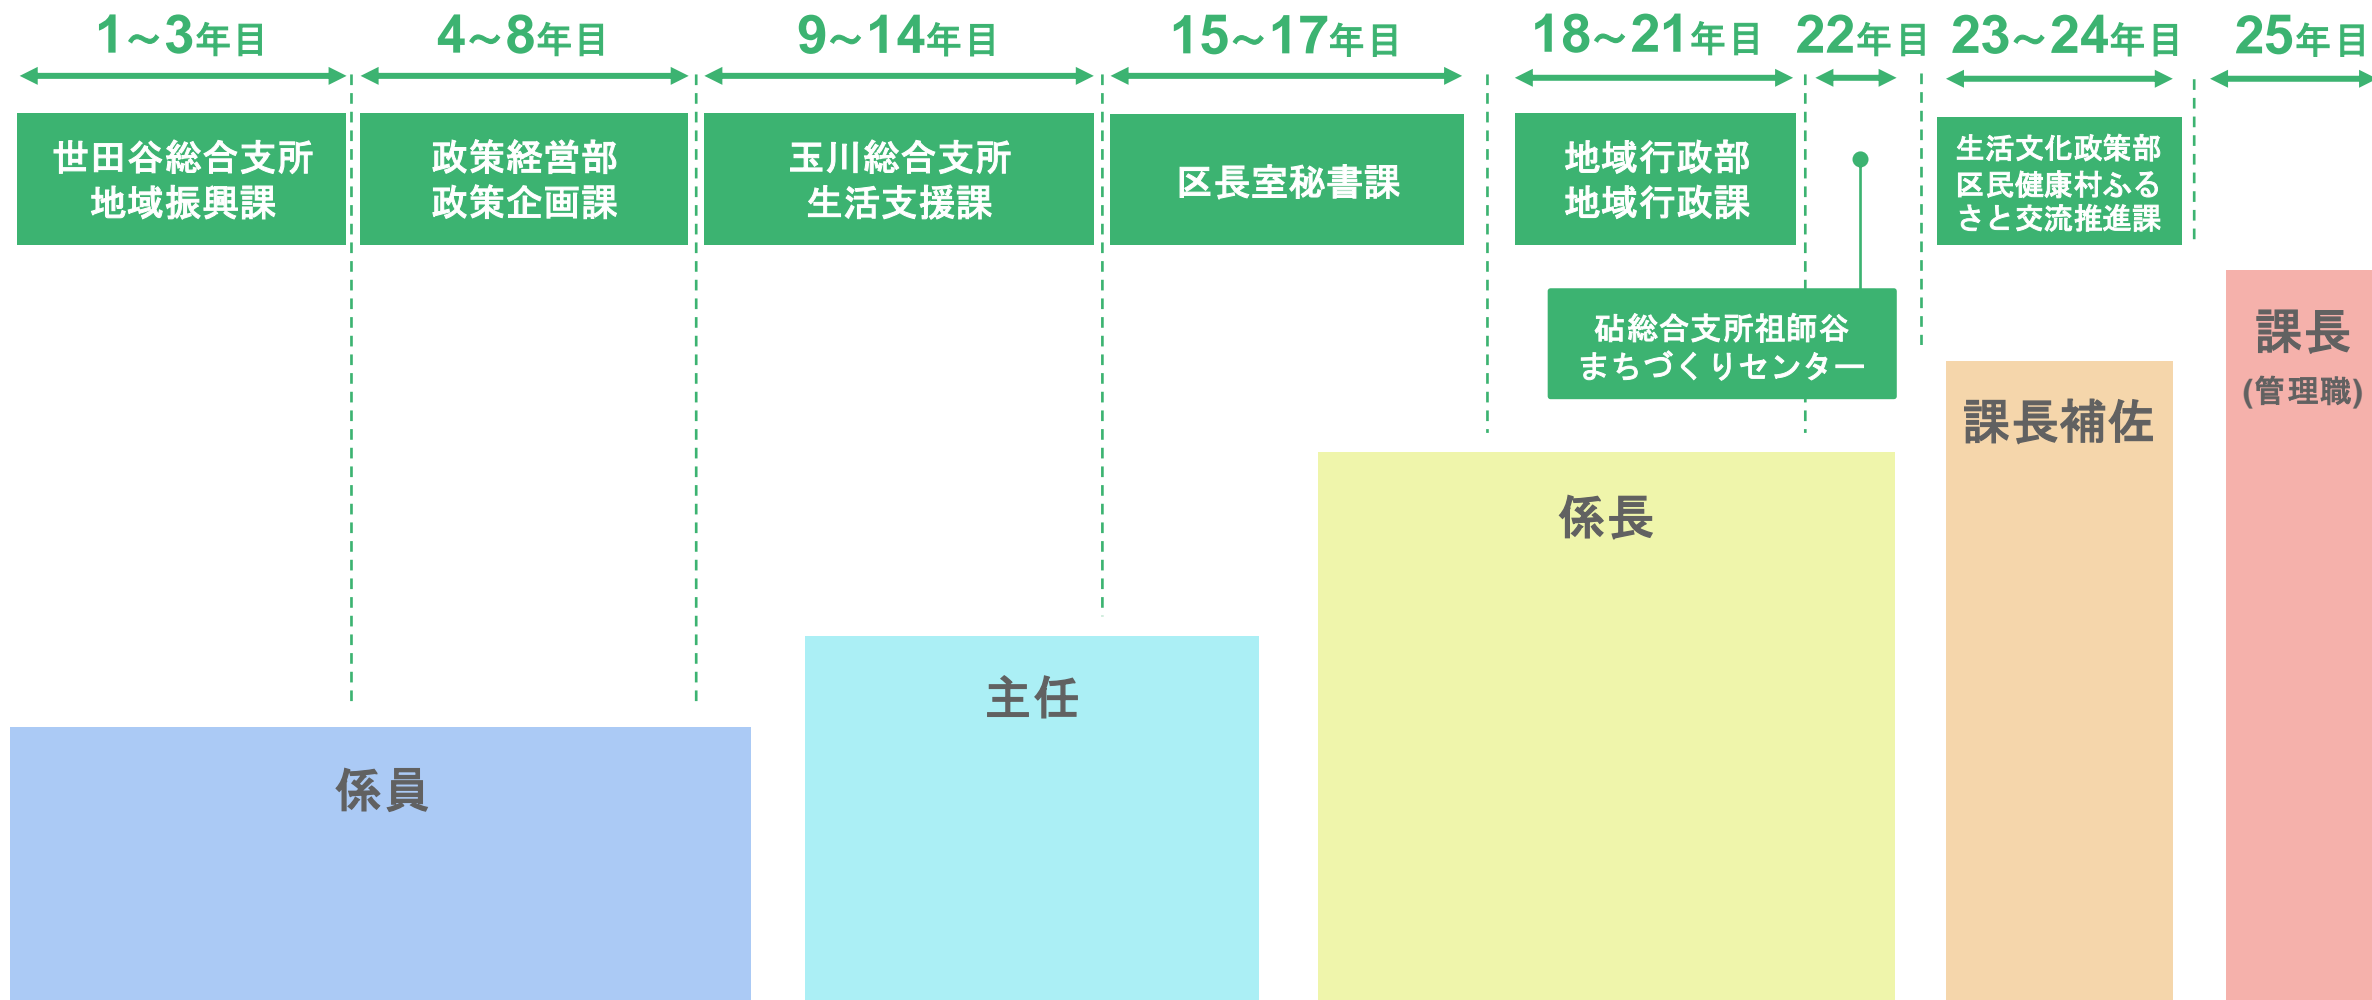 1～3年目
4～8年目
9～14年目
15～17年目
18～21年目
22年目
23～24年目
25年目
世田谷総合支所
地域振興課
政策経営部
政策企画課
玉川総合支所
生活支援課
区長室秘書課
地域行政部
地域行政課
生活文化政策部
区民健康村ふる
さと交流推進課
砧総合支所祖師谷
まちづくりセンター
課長
(管理職)
課長補佐
係長
主任
係員